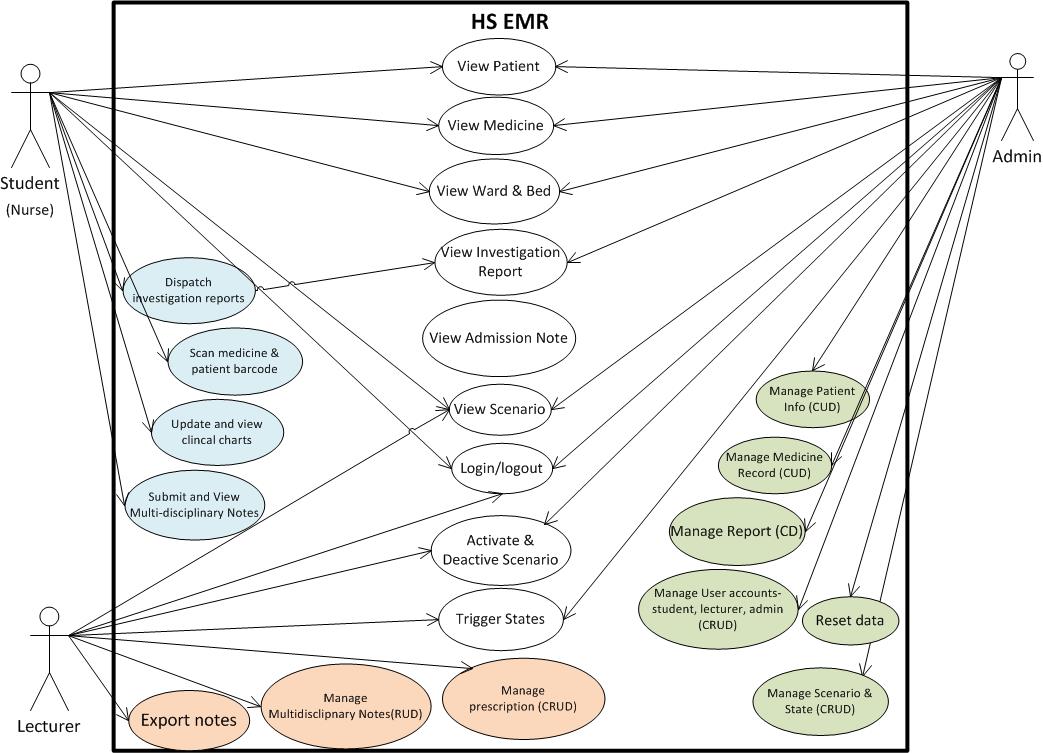 HS EMR
View Patient
View Medicine
View Ward & Bed
View Investigation
Report
View Admission Note
View Scenario
Login/logout
Activate &
Deactive Scenario
Trigger States
Student
(Nurse)
Admin
Lecturer
Dispatch
investigation reports
Scan medicine &
patient barcode
Update and view
clincal charts
Submit and View
Multi-disciplinary Notes
Manage Patient
Info (CUD)
Manage Medicine
Record (CUD)
Manage Report (CD)
Manage User accounts-
student, lecturer, admin
(CRUD)
Reset data
Manage Scenario &
State (CRUD)
Export notes
Manage
Multidisclipnary Notes(RUD)
Manage
prescription (CRUD)